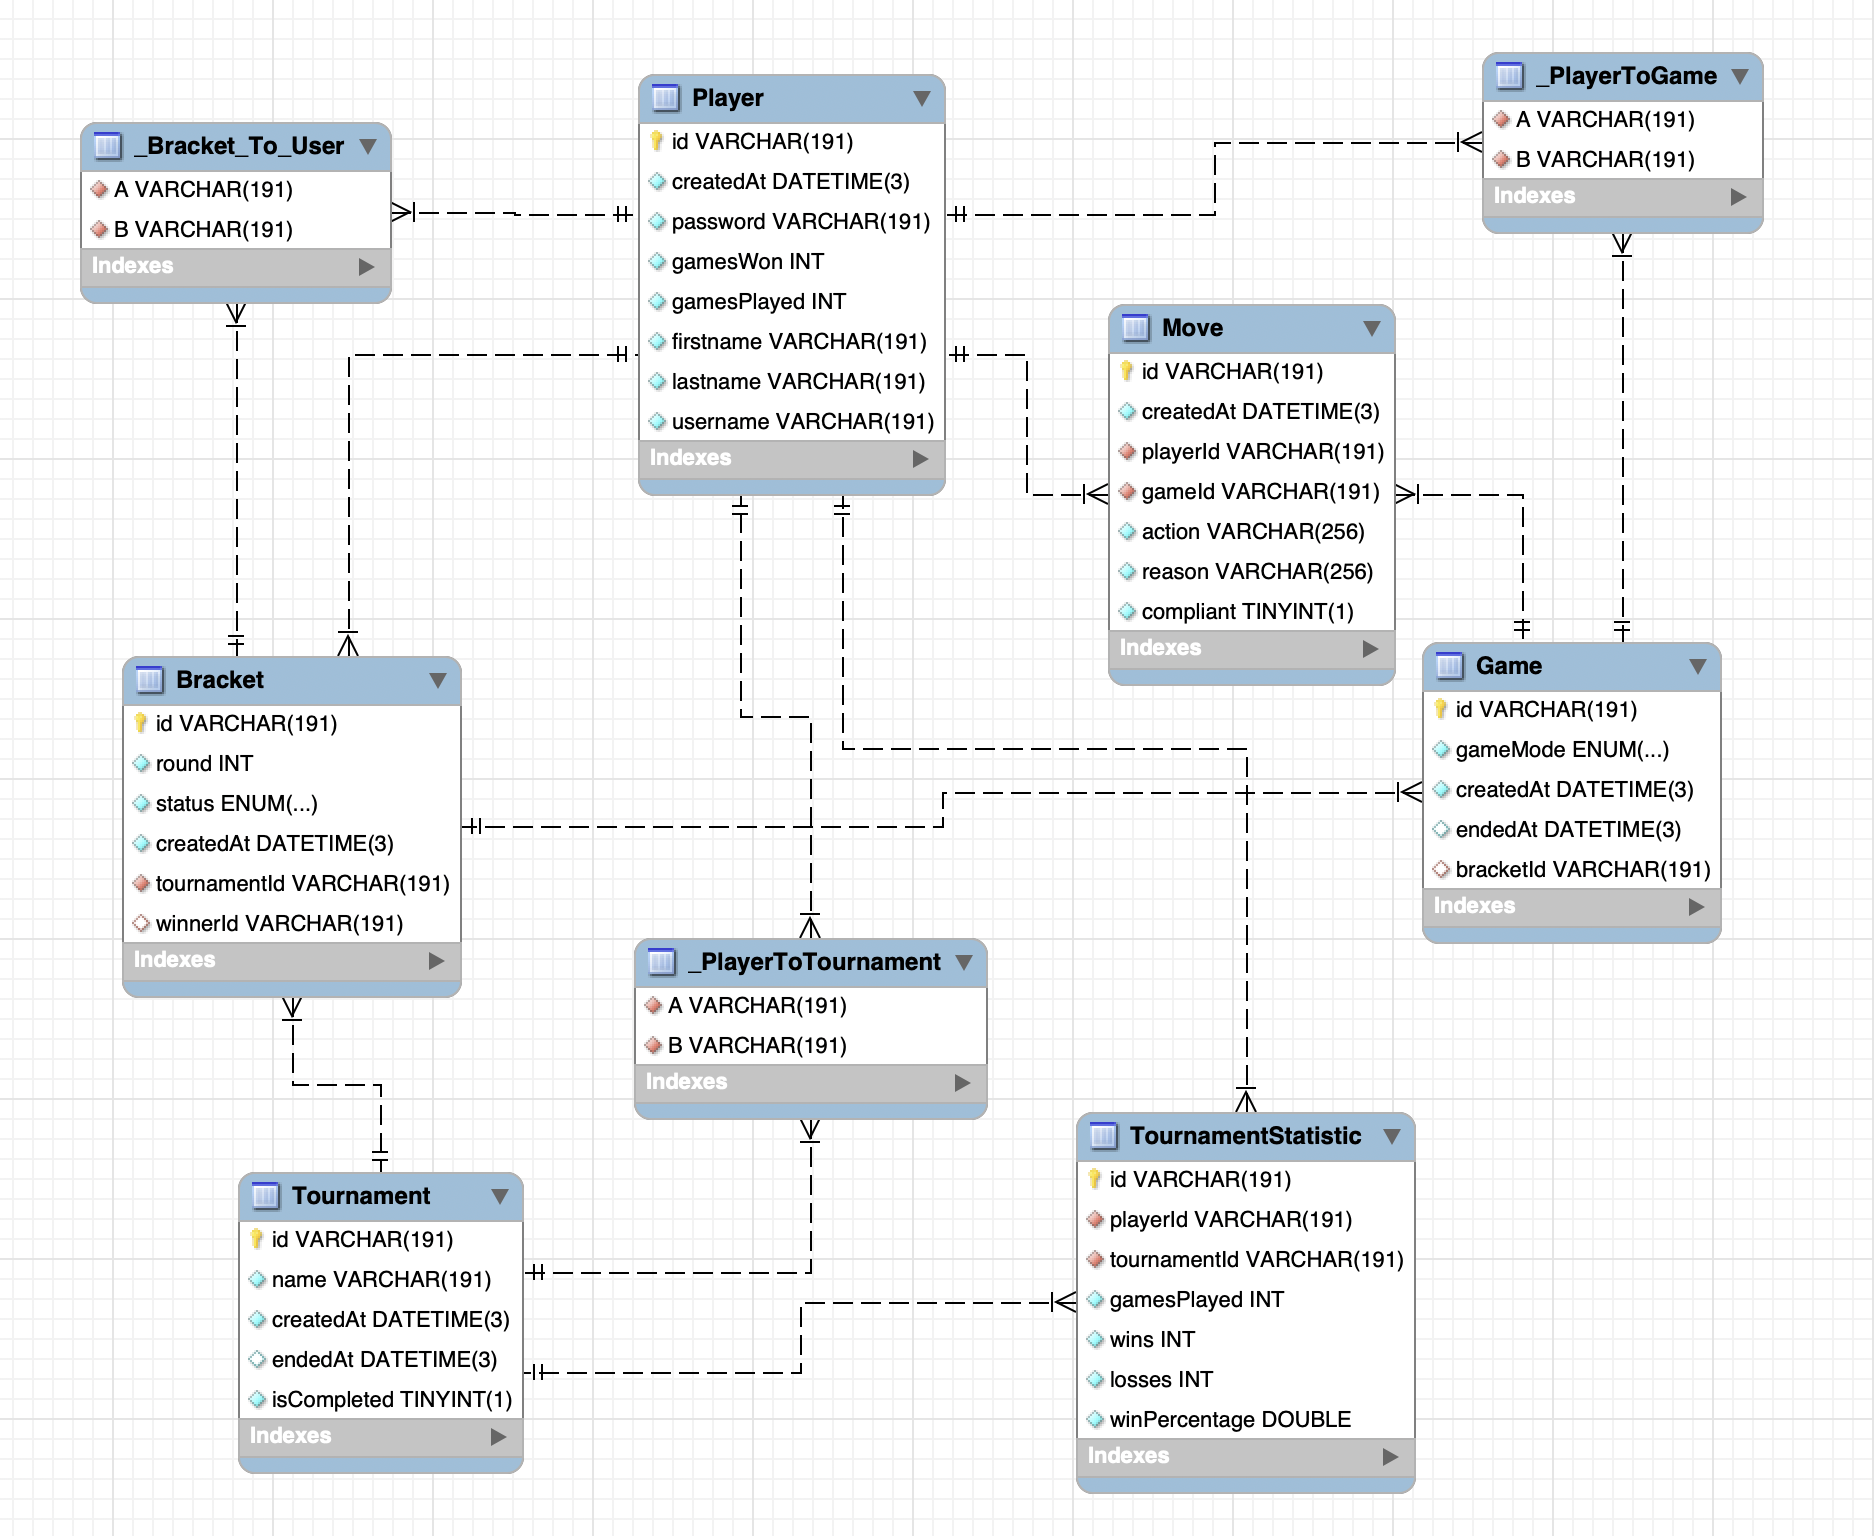 _Bracket_To_User
A VARCHAR(191)
B VARCHAR(191)
Indexes
Player
id VARCHAR(191)
createdAt DATETIME(3)
password VARCHAR(191)
gamesWon INT
gamesPlayed INT
firstname VARCHAR(191)
lastname VARCHAR(191)
username VARCHAR(191)
Indexes
_PlayerToGame
A VARCHAR(191)
B VARCHAR(191)
Indexes
Move
id VARCHAR(191)
createdAt DATETIME(3)
playerId VARCHAR(191)
gameId VARCHAR(191)
action VARCHAR(256)
reason VARCHAR(256)
compliant TINYINT(1)
Indexes
Bracket
id VARCHAR(191)
round INT
status ENUM(...)
createdAt DATETIME(3)
tournamentId VARCHAR(191)
winnerId VARCHAR(191)
Indexes
Game
id VARCHAR(191)
gameMode ENUM(...)
createdAt DATETIME(3)
endedAt DATETIME(3)
bracketId VARCHAR(191)
Indexes
_PlayerToTournament
A VARCHAR(191)
B VARCHAR(191)
Indexes
Tournament
id VARCHAR(191)
name VARCHAR(191)
createdAt DATETIME(3)
endedAt DATETIME(3)
isCompleted TINYINT(1)
Indexes
TournamentStatistic
id VARCHAR(191)
playerId VARCHAR(191)
tournamentId VARCHAR(191)
gamesPlayed INT
wins INT
losses INT
winPercentage DOUBLE
Indexes